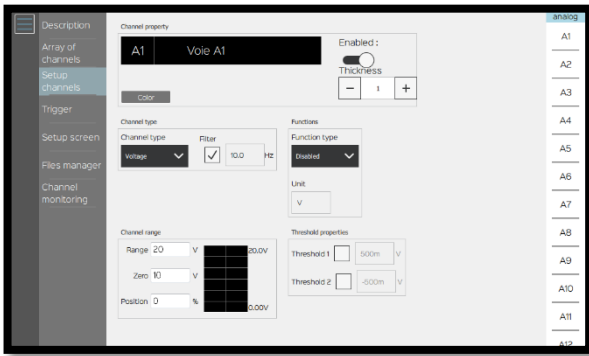 Description
Array of
channels
Setup
channels
Trigger
Setup screen
Files manager
Channel
monitoring
Channel property
A1 Voie A1
Color
Enabled :
Thickness
− 1 +
Channel type
Channel type Filter
Voltage 10.0 Hz
Functions
Function type
Disabled
Unit
V
Channel range
Range 20 V
Zero 10 V
Position 0 %
20.0V
0.00V
Threshold properties
Threshold 1 500m V
Threshold 2 -500m V
analog
A1
A2
A3
A4
A5
A6
A7
A8
A9
A10
A11
A12